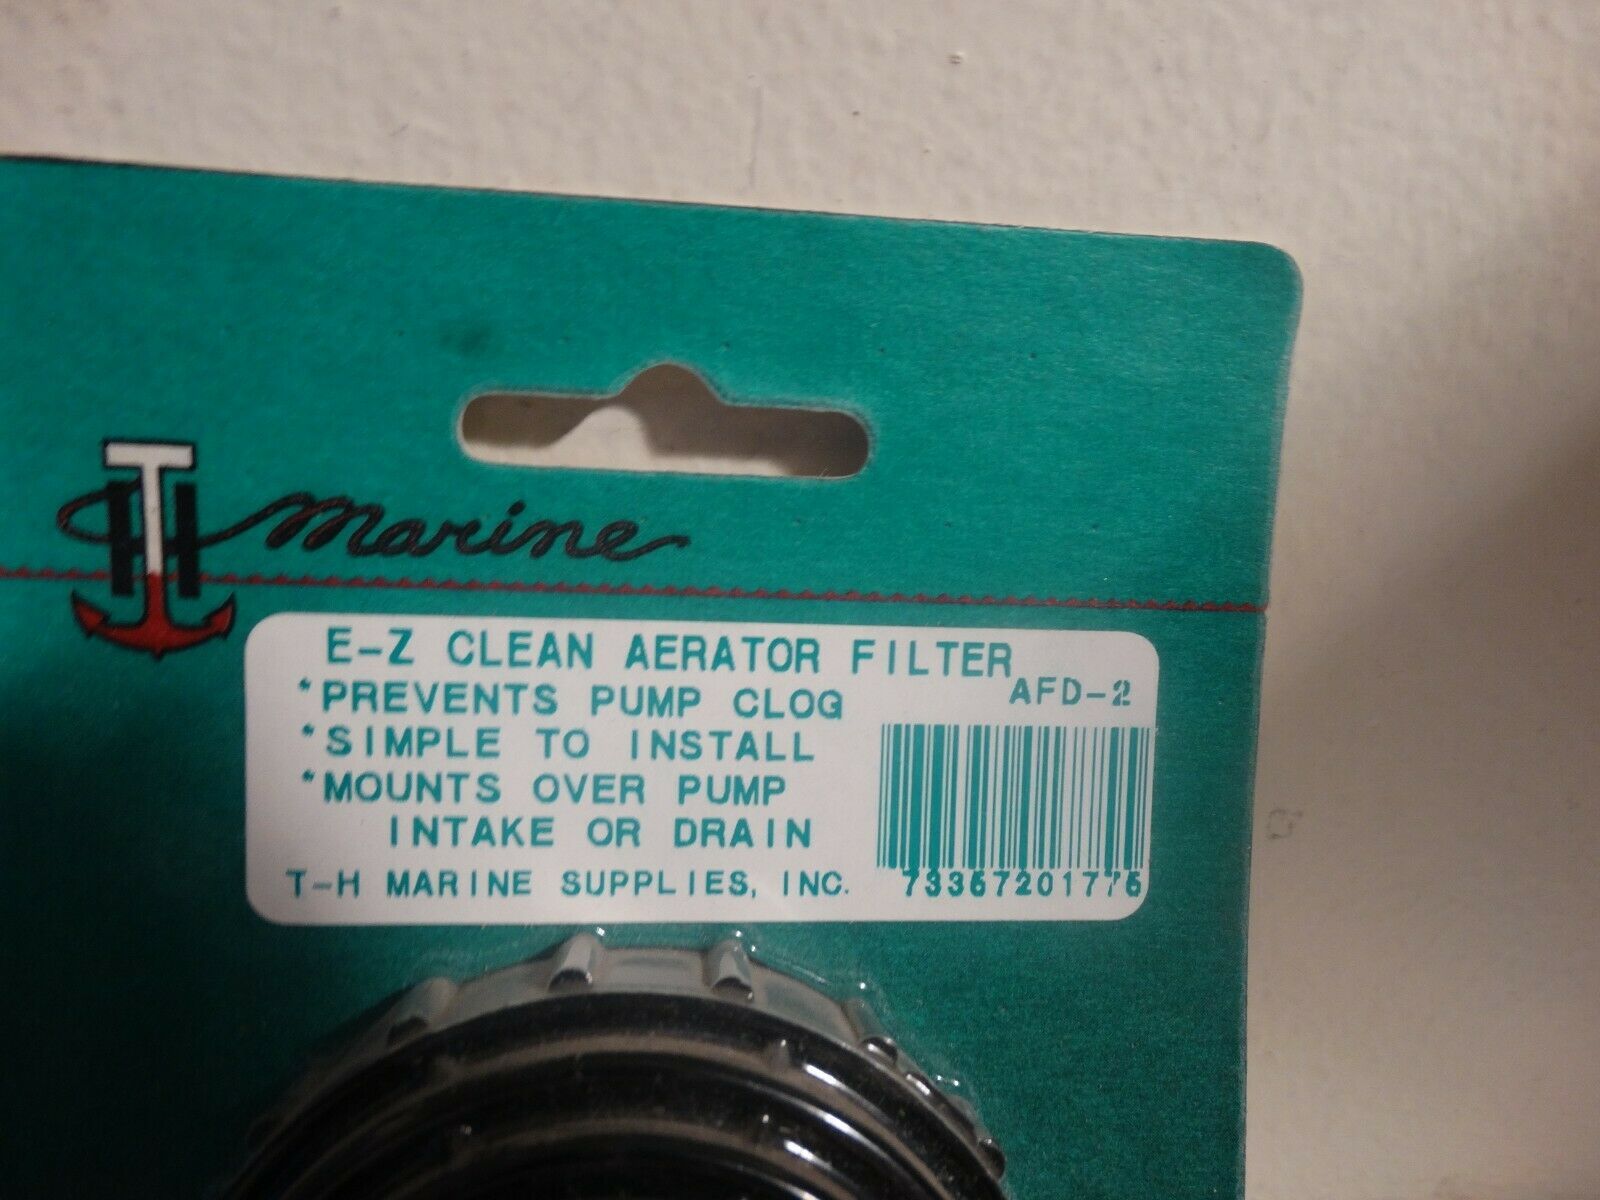 TH marine
E-Z CLEAN AERATOR FILTER
AFD-2
*PREVENTS PUMP CLOG
*SIMPLE TO INSTALL
*MOUNTS OVER PUMP
INTAKE OR DRAIN
T-H MARINE SUPPLIES, INC.